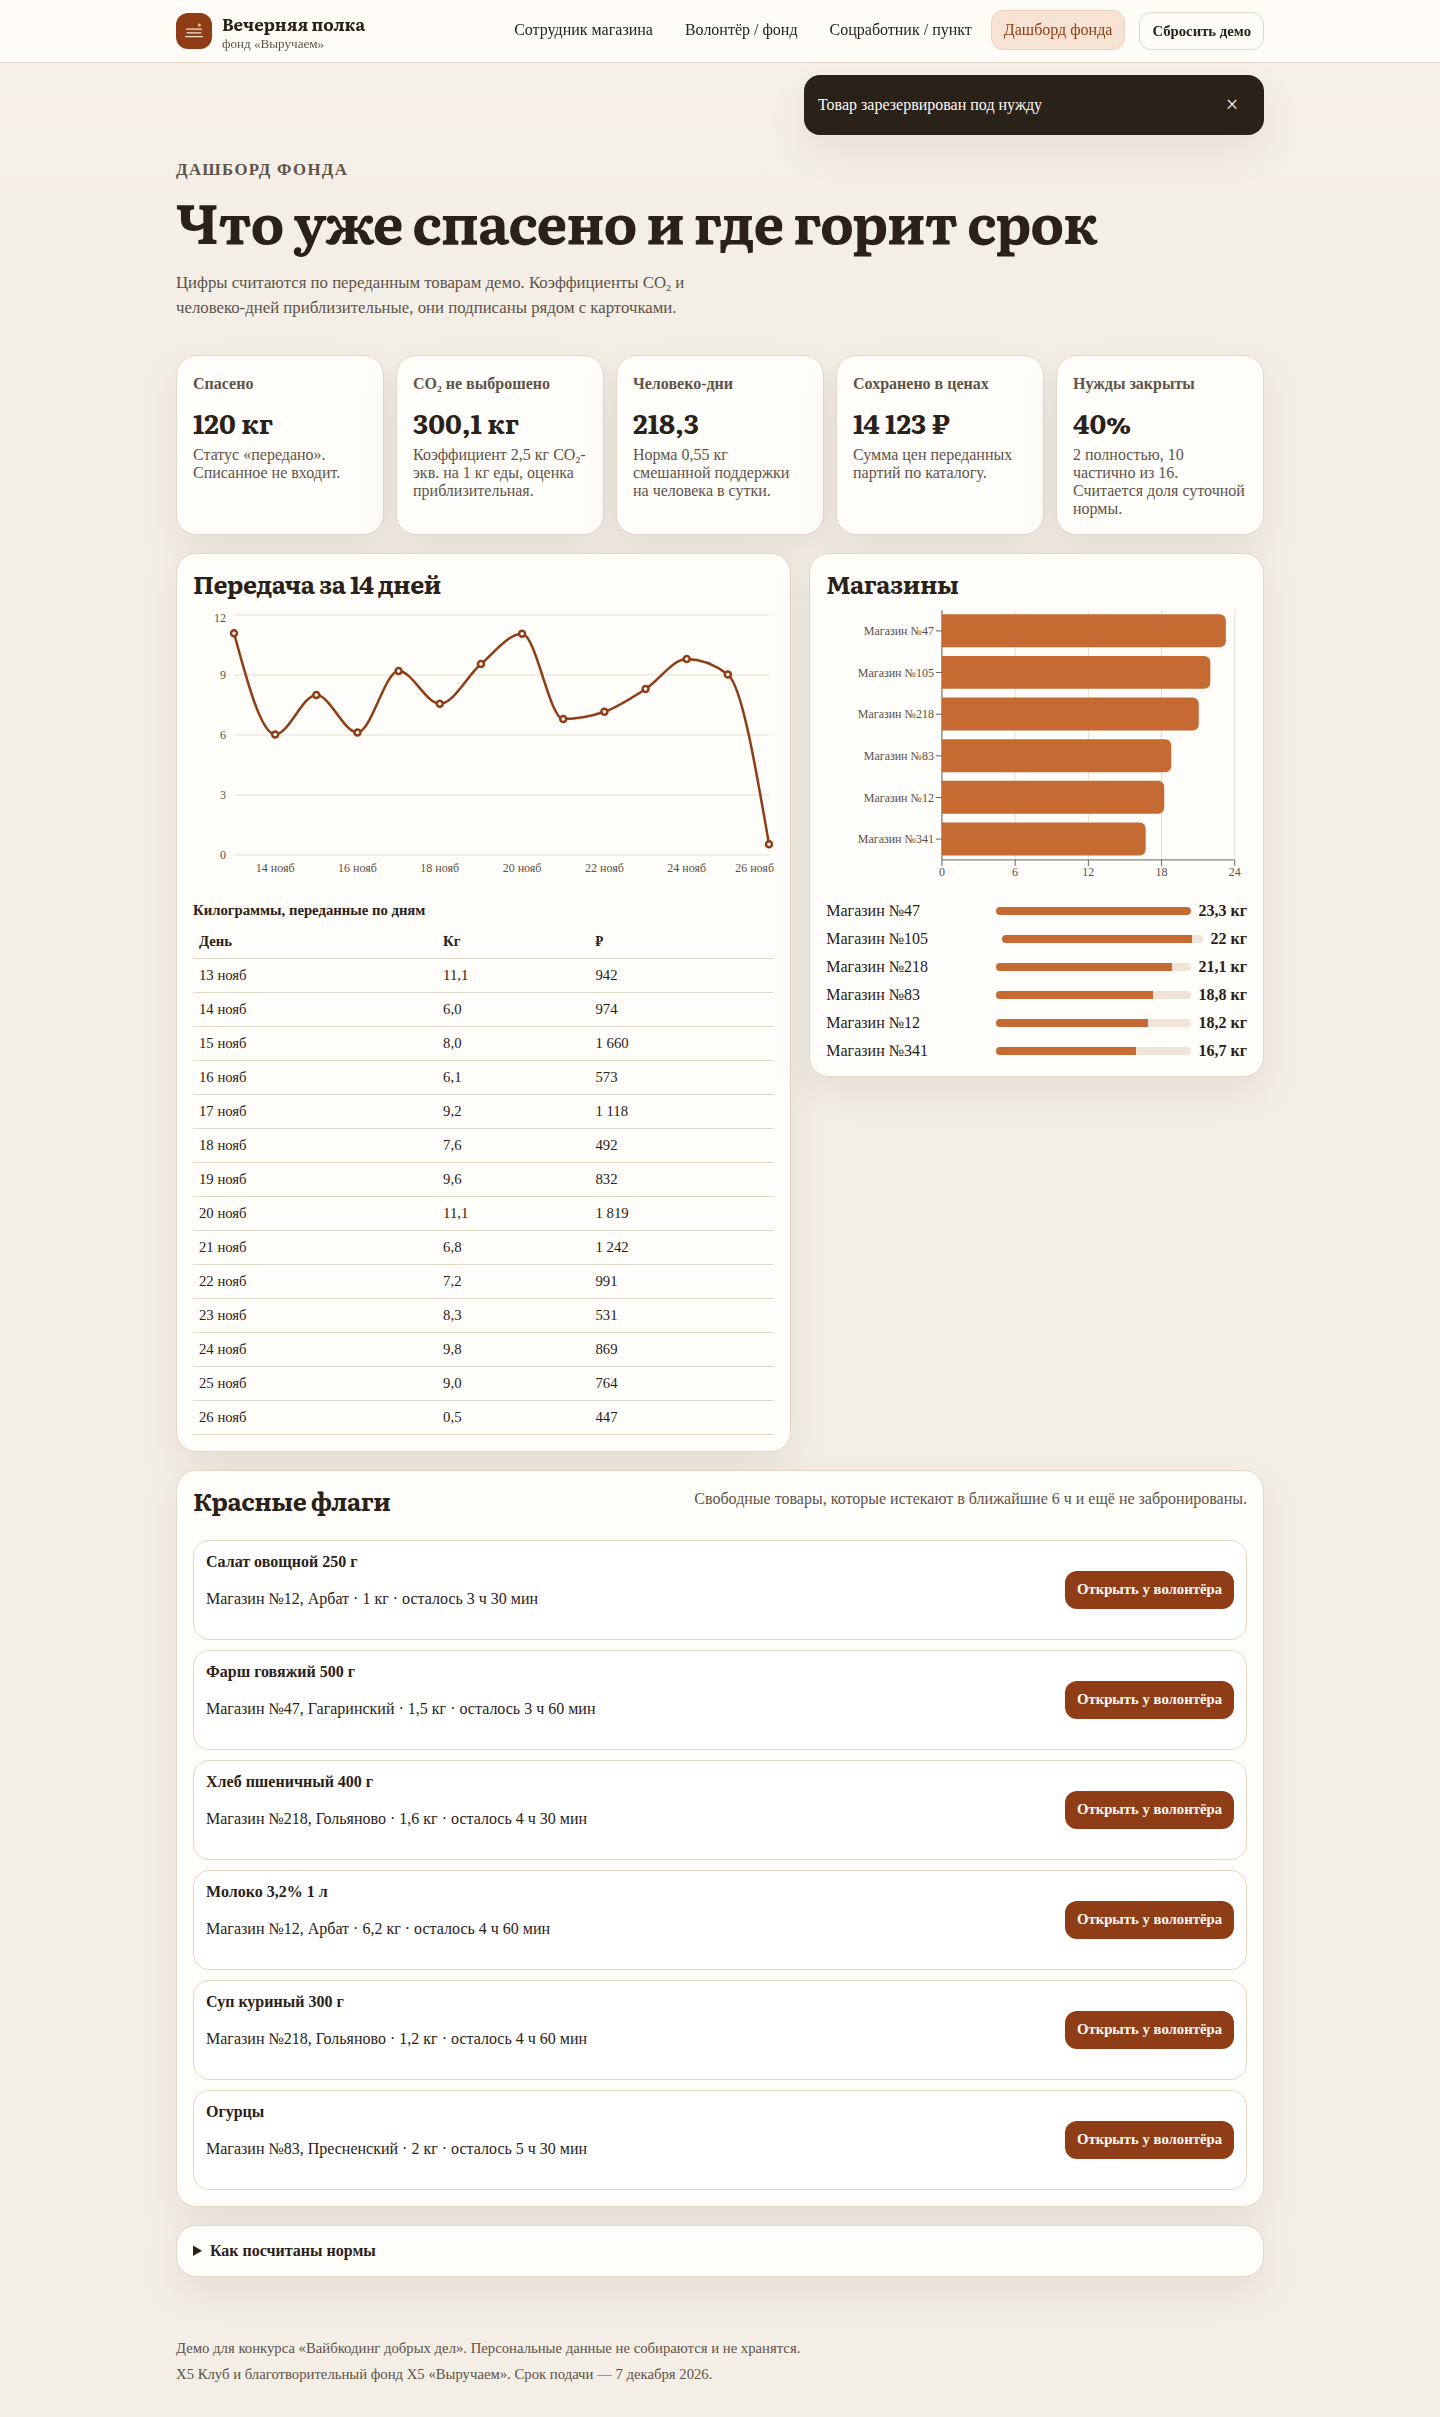 Вечерняя полка
фонд «Выручаем»
Сотрудник магазина
Волонтёр / фонд
Соцработник / пункт
Дашборд фонда
Сбросить демо
Товар зарезервирован под нужду
×
ДАШБОРД ФОНДА
Что уже спасено и где горит срок
Цифры считаются по переданным товарам демо. Коэффициенты CO₂ и
человеко-дней приблизительные, они подписаны рядом с карточками.
Спасено
120 кг
Статус «передано».
Списанное не входит.
CO₂ не выброшено
300,1 кг
Коэффициент 2,5 кг CO₂-
экв. на 1 кг еды, оценка
приблизительная.
Человеко-дни
218,3
Норма 0,55 кг
смешанной поддержки
на человека в сутки.
Сохранено в ценах
14 123 ₽
Сумма цен переданных
партий по каталогу.
Нужды закрыты
40%
2 полностью, 10
частично из 16.
Считается доля суточной
нормы.
Передача за 14 дней
12
9
6
3
0
14 нояб 16 нояб 18 нояб 20 нояб 22 нояб 24 нояб 26 нояб
Килограммы, переданные по дням
День Кг ₽
13 нояб 11,1 942
14 нояб 6,0 974
15 нояб 8,0 1 660
16 нояб 6,1 573
17 нояб 9,2 1 118
18 нояб 7,6 492
19 нояб 9,6 832
20 нояб 11,1 1 819
21 нояб 6,8 1 242
22 нояб 7,2 991
23 нояб 8,3 531
24 нояб 9,8 869
25 нояб 9,0 764
26 нояб 0,5 447
Магазины
Магазин №47
Магазин №105
Магазин №218
Магазин №83
Магазин №12
Магазин №341
0 6 12 18 24
Магазин №47 23,3 кг
Магазин №105 22 кг
Магазин №218 21,1 кг
Магазин №83 18,8 кг
Магазин №12 18,2 кг
Магазин №341 16,7 кг
Красные флаги
Свободные товары, которые истекают в ближайшие 6 ч и ещё не забронированы.
Салат овощной 250 г
Магазин №12, Арбат · 1 кг · осталось 3 ч 30 мин
Открыть у волонтёра
Фарш говяжий 500 г
Магазин №47, Гагаринский · 1,5 кг · осталось 3 ч 60 мин
Открыть у волонтёра
Хлеб пшеничный 400 г
Магазин №218, Гольяново · 1,6 кг · осталось 4 ч 30 мин
Открыть у волонтёра
Молоко 3,2% 1 л
Магазин №12, Арбат · 6,2 кг · осталось 4 ч 60 мин
Открыть у волонтёра
Суп куриный 300 г
Магазин №218, Гольяново · 1,2 кг · осталось 4 ч 60 мин
Открыть у волонтёра
Огурцы
Магазин №83, Пресненский · 2 кг · осталось 5 ч 30 мин
Открыть у волонтёра
Как посчитаны нормы
Демо для конкурса «Вайбкодинг добрых дел». Персональные данные не собираются и не хранятся.
X5 Клуб и благотворительный фонд X5 «Выручаем». Срок подачи — 7 декабря 2026.